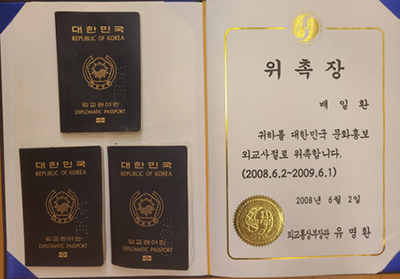 대한민국
REPUBLIC OF KOREA
외교관여권
DIPLOMATIC PASSPORT
대한민국
REPUBLIC OF KOREA
외교관여권
DIPLOMATIC PASSPORT
대한민국
REPUBLIC OF KOREA
외교관여권
DIPLOMATIC PASSPORT
위촉장
배일환
귀하를 대한민국 문화홍보
외교사절로 위촉합니다.
(2008.6.2~2009.6.1)
2008년 6월 2일
외교통상부장관 유명환